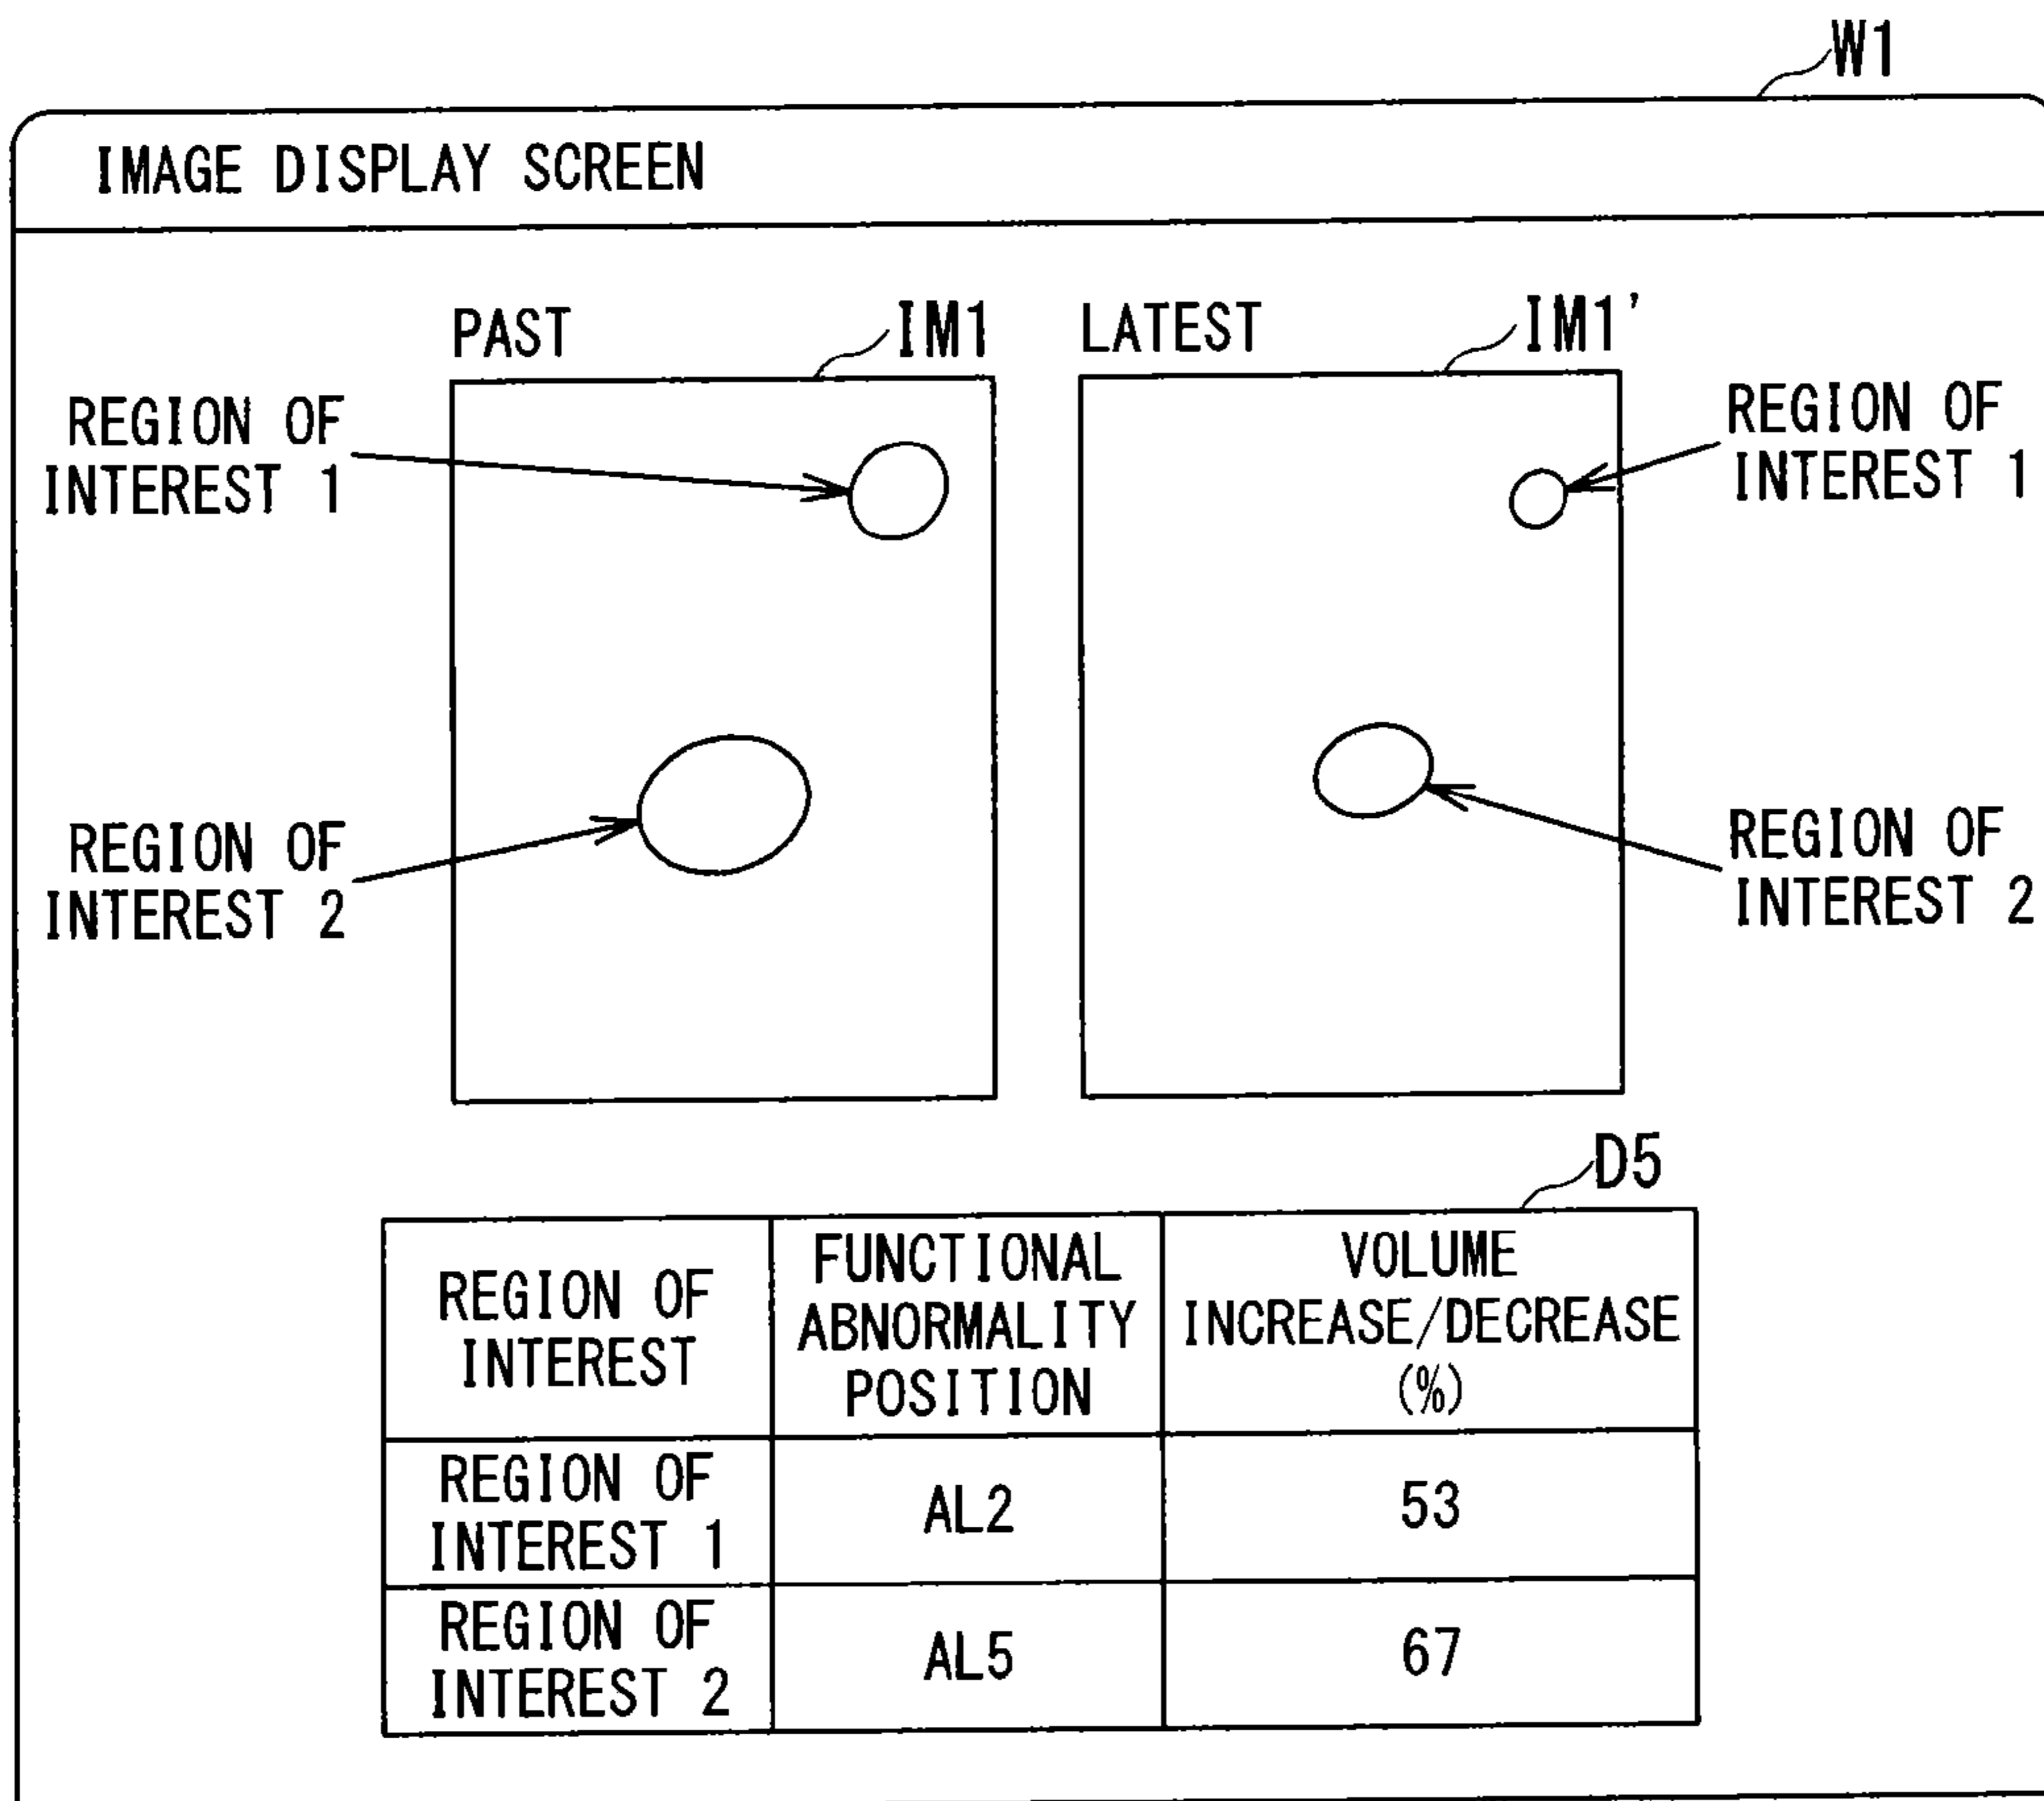 W1
IMAGE DISPLAY SCREEN
PAST
IM1
LATEST
IM1'
REGION OF
INTEREST 1
REGION OF
INTEREST 1
REGION OF
INTEREST 2
REGION OF
INTEREST 2
D5
REGION OF
INTEREST
FUNCTIONAL
ABNORMALITY
POSITION
VOLUME
INCREASE/DECREASE
(%)
REGION OF
INTEREST 1
AL2
53
REGION OF
INTEREST 2
AL5
67